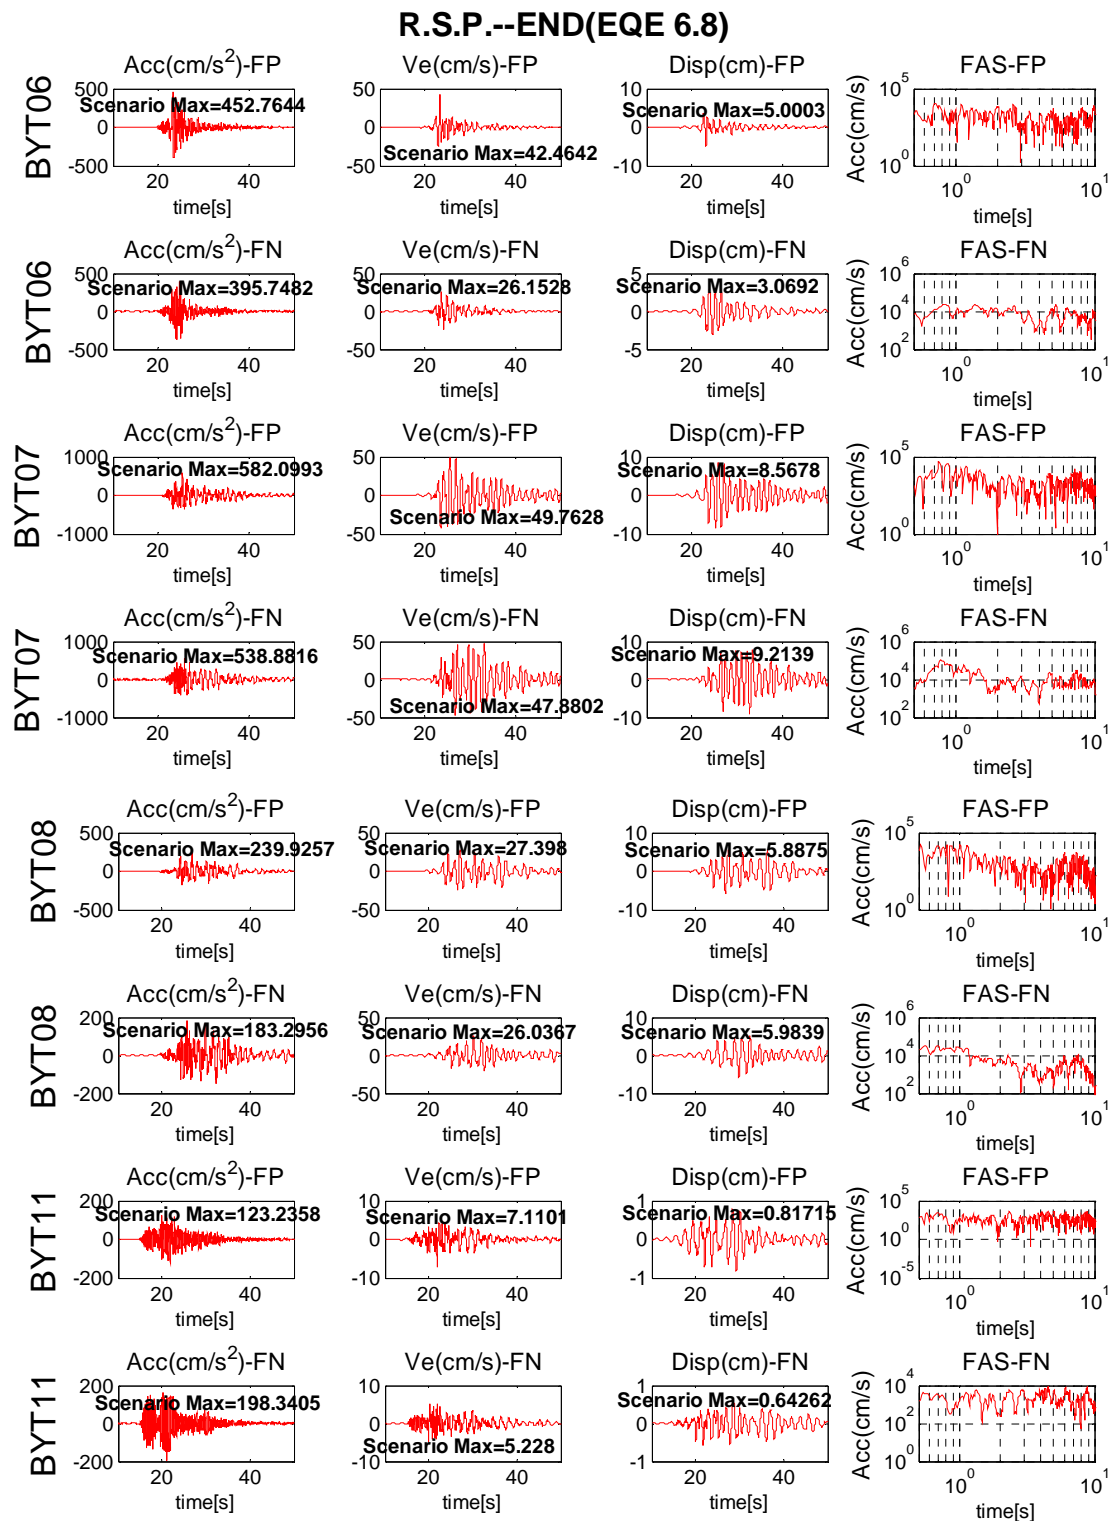 R.S.P.--END(EQE 6.8)
BYT06
Acc(cm/s²)-FP
500
0
-500
Scenario Max=452.7644
20 40
time[s]
Ve(cm/s)-FP
50
0
-50
Scenario Max=42.4642
20 40
time[s]
Disp(cm)-FP
10
0
-10
Scenario Max=5.0003
20 40
time[s]
FAS-FP
Acc(cm/s)
10^5
10^0
10^0 10^1
time[s]
BYT06
Acc(cm/s²)-FN
500
0
-500
Scenario Max=395.7482
20 40
time[s]
Ve(cm/s)-FN
50
0
-50
Scenario Max=26.1528
20 40
time[s]
Disp(cm)-FN
5
0
-5
Scenario Max=3.0692
20 40
time[s]
FAS-FN
Acc(cm/s)
10^6
10^4
10^2
10^0 10^1
time[s]
BYT07
Acc(cm/s²)-FP
1000
0
-1000
Scenario Max=582.0993
20 40
time[s]
Ve(cm/s)-FP
50
0
-50
Scenario Max=49.7628
20 40
time[s]
Disp(cm)-FP
10
0
-10
Scenario Max=8.5678
20 40
time[s]
FAS-FP
Acc(cm/s)
10^5
10^0
10^0 10^1
time[s]
BYT07
Acc(cm/s²)-FN
1000
0
-1000
Scenario Max=538.8816
20 40
time[s]
Ve(cm/s)-FN
50
0
-50
Scenario Max=47.8802
20 40
time[s]
Disp(cm)-FN
10
0
-10
Scenario Max=9.2139
20 40
time[s]
FAS-FN
Acc(cm/s)
10^6
10^4
10^2
10^0 10^1
time[s]
BYT08
Acc(cm/s²)-FP
500
0
-500
Scenario Max=239.9257
20 40
time[s]
Ve(cm/s)-FP
50
0
-50
Scenario Max=27.398
20 40
time[s]
Disp(cm)-FP
10
0
-10
Scenario Max=5.8875
20 40
time[s]
FAS-FP
Acc(cm/s)
10^5
10^0
10^0 10^1
time[s]
BYT08
Acc(cm/s²)-FN
200
0
-200
Scenario Max=183.2956
20 40
time[s]
Ve(cm/s)-FN
50
0
-50
Scenario Max=26.0367
20 40
time[s]
Disp(cm)-FN
10
0
-10
Scenario Max=5.9839
20 40
time[s]
FAS-FN
Acc(cm/s)
10^6
10^4
10^2
10^0 10^1
time[s]
BYT11
Acc(cm/s²)-FP
200
0
-200
Scenario Max=123.2358
20 40
time[s]
Ve(cm/s)-FP
10
0
-10
Scenario Max=7.1101
20 40
time[s]
Disp(cm)-FP
1
0
-1
Scenario Max=0.81715
20 40
time[s]
FAS-FP
Acc(cm/s)
10^5
10^0
10^-5
10^0 10^1
time[s]
BYT11
Acc(cm/s²)-FN
200
0
-200
Scenario Max=198.3405
20 40
time[s]
Ve(cm/s)-FN
10
0
-10
Scenario Max=5.228
20 40
time[s]
Disp(cm)-FN
1
0
-1
Scenario Max=0.64262
20 40
time[s]
FAS-FN
Acc(cm/s)
10^4
10^2
10^0
10^0 10^1
time[s]